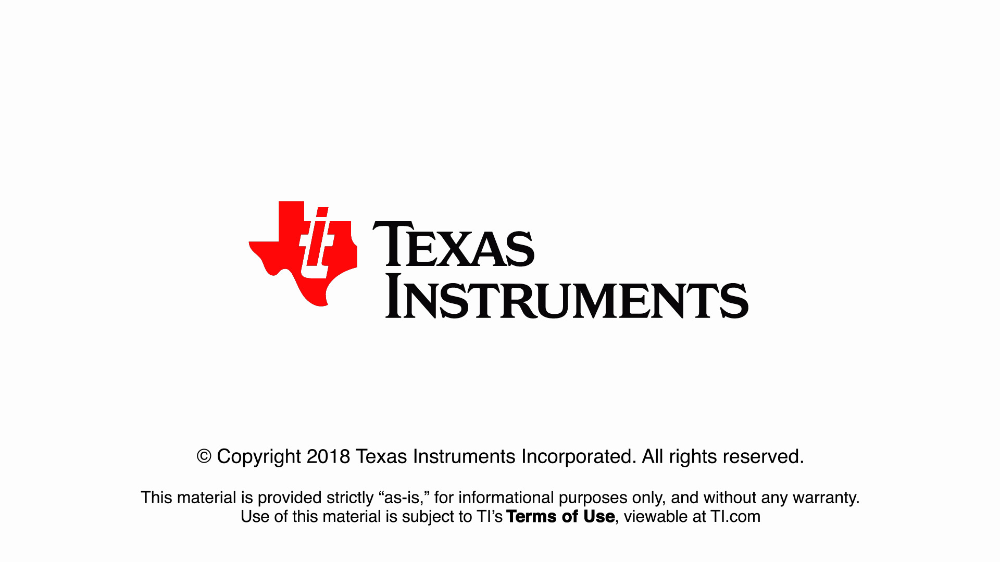 ti
TEXAS
INSTRUMENTS
© Copyright 2018 Texas Instruments Incorporated. All rights reserved.
This material is provided strictly “as-is,” for informational purposes only, and without any warranty.
Use of this material is subject to TI’s Terms of Use, viewable at TI.com